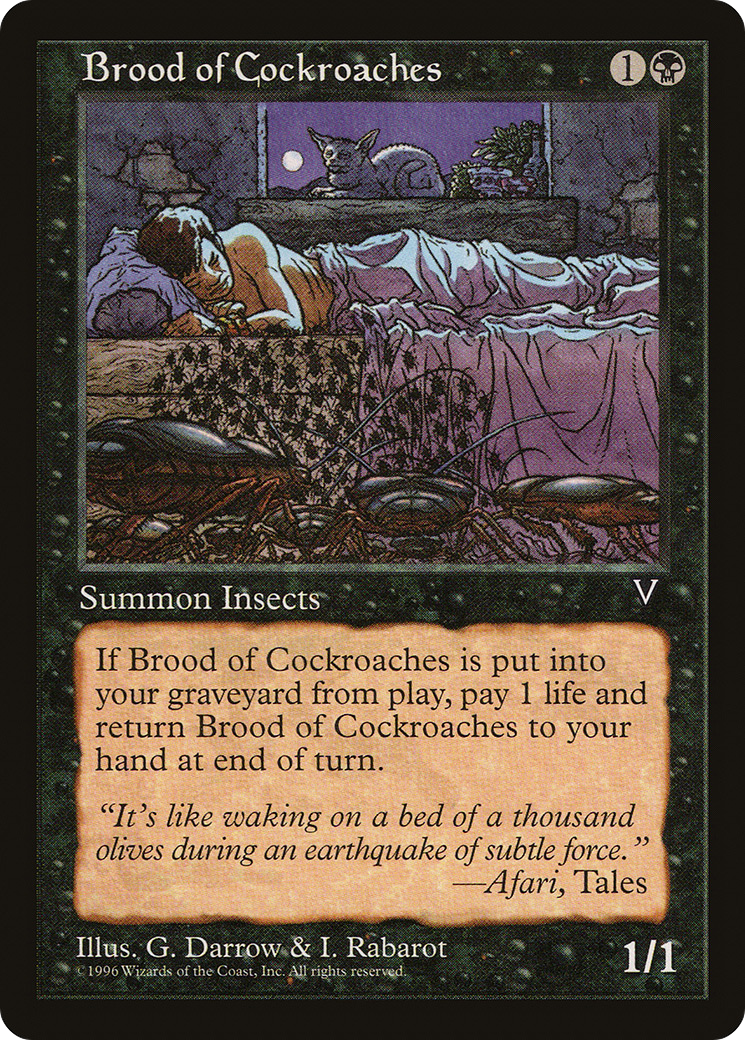 Brood of Cockroaches 1
Summon Insects V
If Brood of Cockroaches is put into
your graveyard from play, pay 1 life and
return Brood of Cockroaches to your
hand at end of turn.
“It’s like waking on a bed of a thousand
olives during an earthquake of subtle force.”
—Afari, Tales
Illus. G. Darrow & I. Rabarot
©1996 Wizards of the Coast, Inc. All rights reserved.
1/1